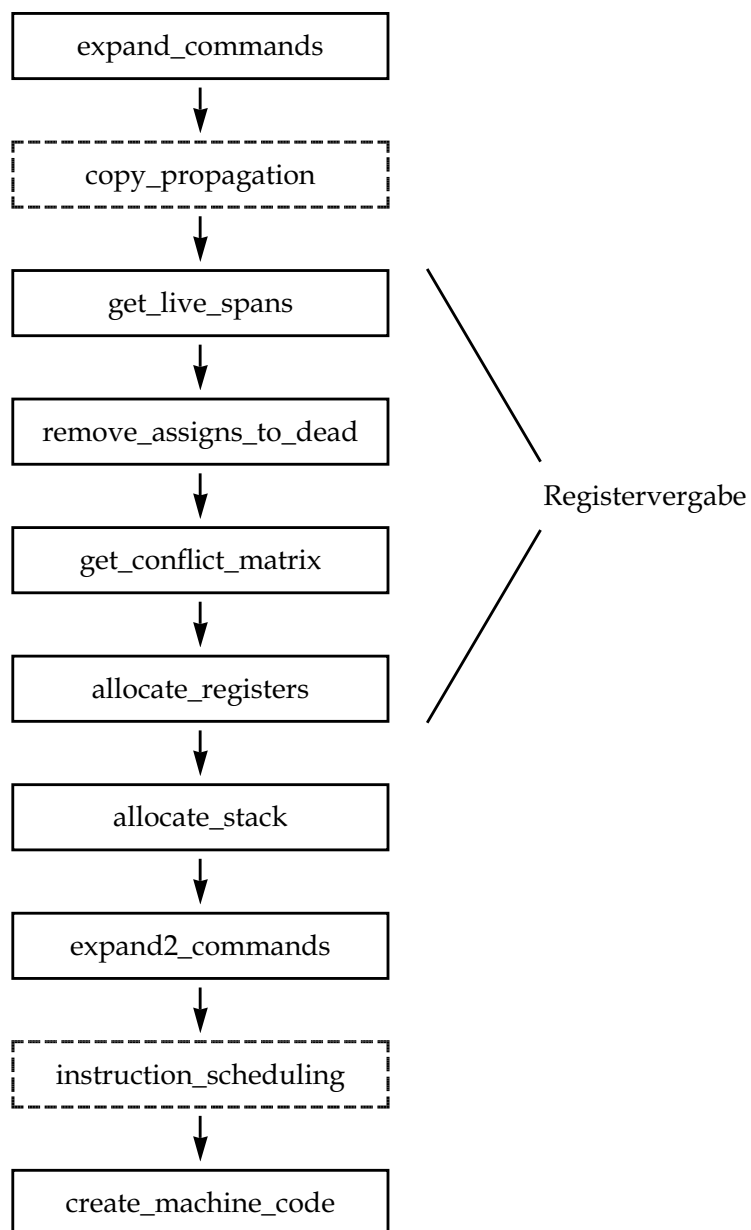 expand_commands
copy_propagation
get_live_spans
remove_assigns_to_dead
Registervergabe
get_conflict_matrix
allocate_registers
allocate_stack
expand2_commands
instruction_scheduling
create_machine_code